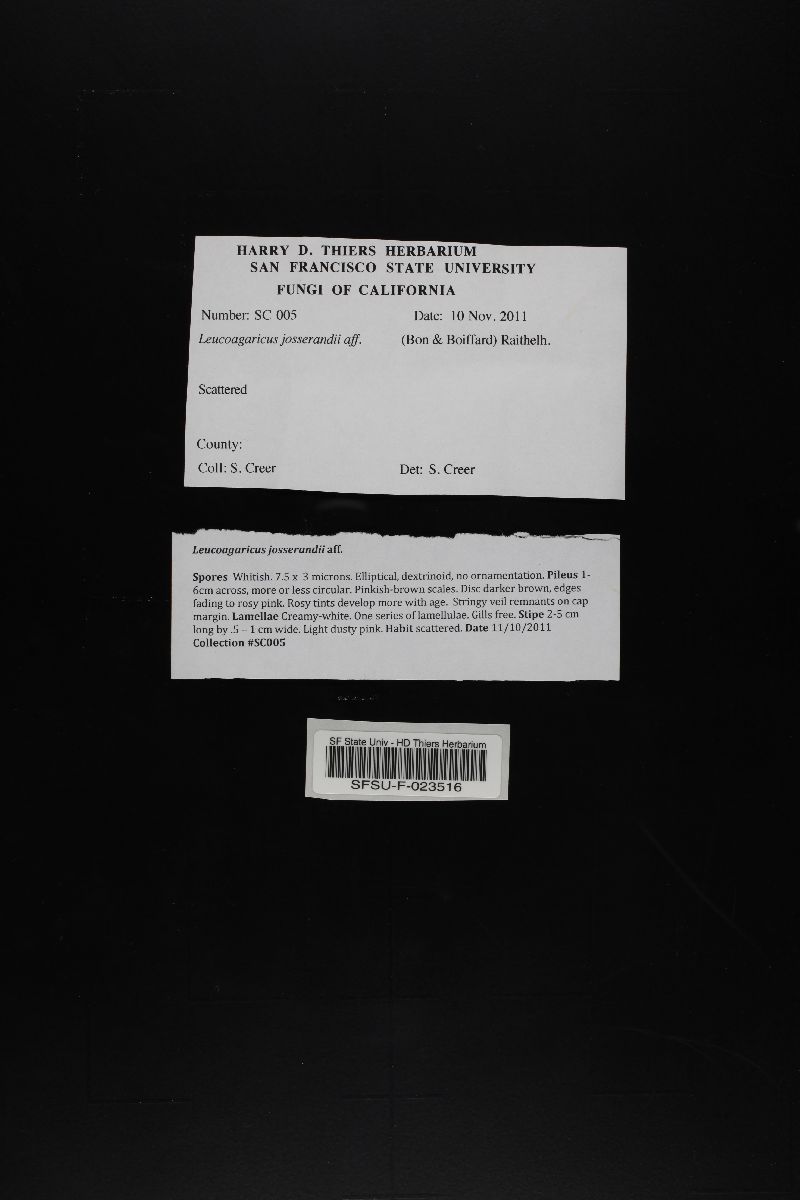 HARRY D. THIERS HERBARIUM
SAN FRANCISCO STATE UNIVERSITY
FUNGI OF CALIFORNIA
Number: SC 005 Date: 10 Nov. 2011
Leucoagaricus josserandii aff. (Bon & Boiffard) Raithelh.
Scattered
County:
Coll: S. Creer Det: S. Creer
Leucoagaricus josserandii aff.
Spores Whitish. 7.5 x 3 microns. Elliptical, dextrinoid, no ornamentation. Pileus 1-
6cm across, more or less circular. Pinkish-brown scales. Disc darker brown, edges
fading to rosy pink. Rosy tints develop more with age. Stringy veil remnants on cap
margin. Lamellae Creamy-white. One series of lamellulae. Gills free. Stipe 2-5 cm
long by .5 – 1 cm wide. Light dusty pink. Habit scattered. Date 11/10/2011
Collection #SC005
SF State Univ - HD Thiers Herbarium
SFSU-F-023516